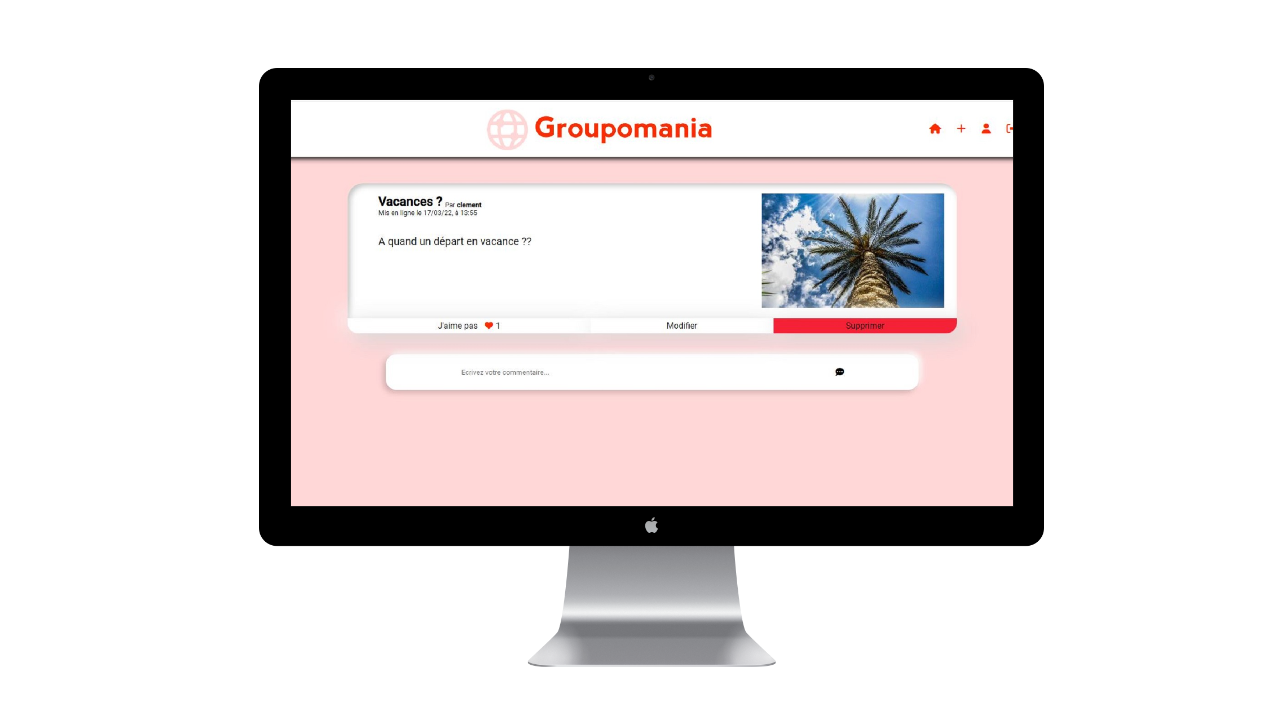 Groupomania
Vacances ? Par clement
Mis en ligne le 17/03/22, à 13:55
A quand un départ en vacance ??
J'aime pas 1
Modifier
Supprimer
Ecrivez votre commentaire...